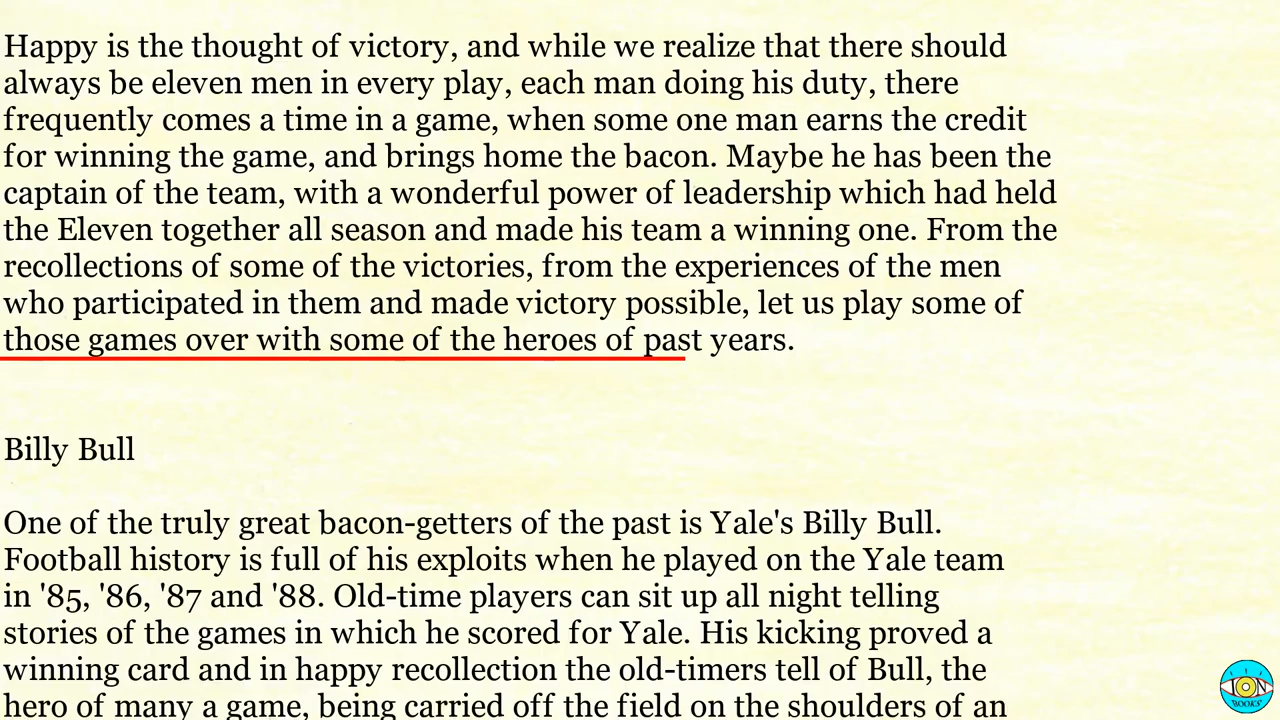 Happy is the thought of victory, and while we realize that there should
always be eleven men in every play, each man doing his duty, there
frequently comes a time in a game, when some one man earns the credit
for winning the game, and brings home the bacon. Maybe he has been the
captain of the team, with a wonderful power of leadership which had held
the Eleven together all season and made his team a winning one. From the
recollections of some of the victories, from the experiences of the men
who participated in them and made victory possible, let us play some of
those games over with some of the heroes of past years.
Billy Bull
One of the truly great bacon-getters of the past is Yale's Billy Bull.
Football history is full of his exploits when he played on the Yale team
in '85, '86, '87 and '88. Old-time players can sit up all night telling
stories of the games in which he scored for Yale. His kicking proved a
winning card and in happy recollection the old-timers tell of Bull, the
hero of many a game, being carried off the field on the shoulders of an
ION
BOOKS